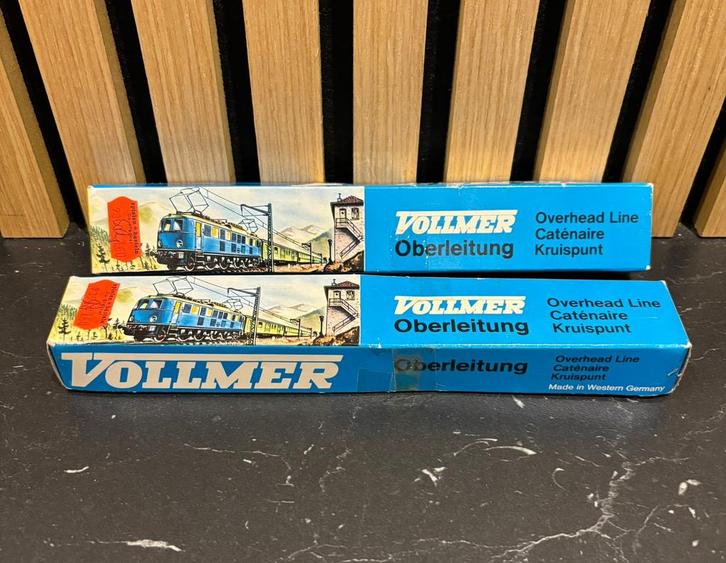 VOLLMER
Oberleitung
Overhead Line
Caténaire
Kruispunt
VOLLMER
Oberleitung
Overhead Line
Caténaire
Kruispunt
VOLLMER
Oberleitung
Overhead Line
Caténaire
Kruispunt
Made in Western Germany